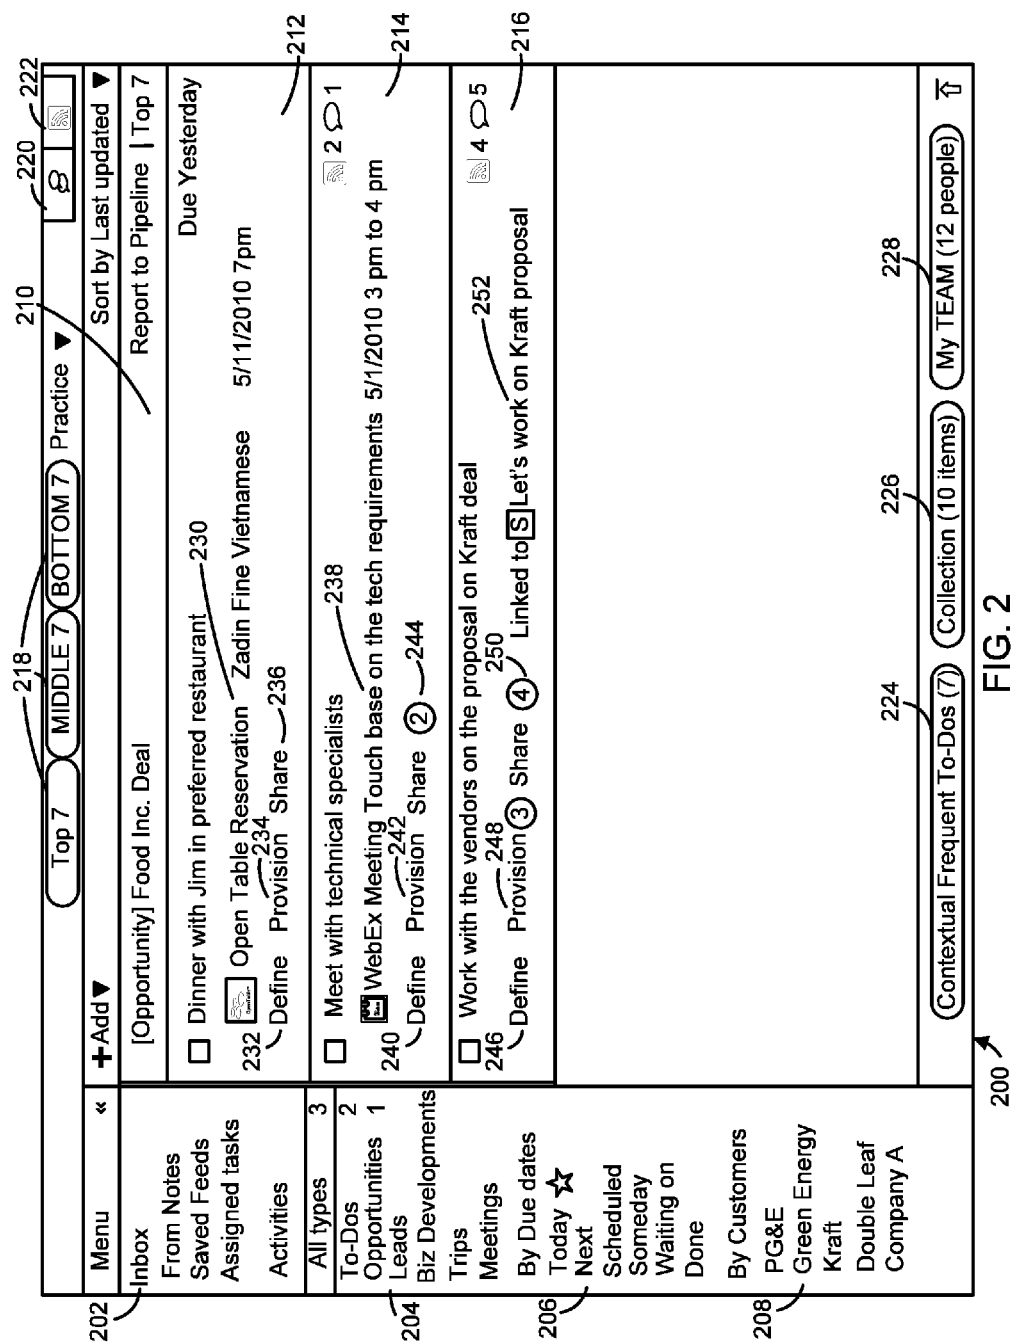 218
210
220
222
Top 7
MIDDLE 7
BOTTOM 7
Practice
Menu «
+Add
Sort by Last updated
202
Inbox
From Notes
Saved Feeds
Assigned tasks
Activities
All types 3
To-Dos 2
Opportunities 1
Leads
Biz Developments
204
Trips
Meetings
By Due dates
Today
Next
206
Scheduled
Someday
Waiting on
Done
By Customers
PG&E
Green Energy
208
Kraft
Double Leaf
Company A
[Opportunity] Food Inc. Deal
Report to Pipeline | Top 7
Dinner with Jim in preferred restaurant
Due Yesterday
212
230
Open Table Reservation Zadin Fine Vietnamese 5/11/2010 7pm
232
234
236
Define Provision Share
Meet with technical specialists
2 1
214
238
WebEx Meeting Touch base on the tech requirements 5/1/2010 3 pm to 4 pm
240
242
244
Define Provision Share 2
Work with the vendors on the proposal on Kraft deal
4 5
216
246
248
250
252
Define Provision 3 Share 4 Linked to S Let's work on Kraft proposal
224
226
228
Contextual Frequent To-Dos (7)
Collection (10 items)
My TEAM (12 people)
200
FIG. 2